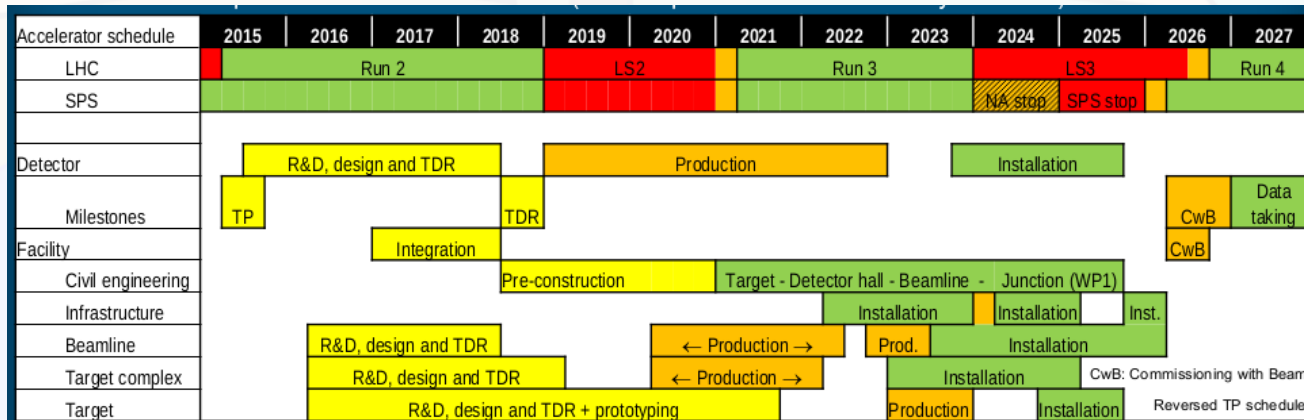 Accelerator schedule 2015 2016 2017 2018 2019 2020 2021 2022 2023 2024 2025 2026 2027
LHC Run 2 LS2 Run 3 LS3 Run 4
SPS NA stop SPS stop
Detector R&D, design and TDR Production Installation
Milestones TP TDR CwB Data taking
Facility Integration CwB
Civil engineering Pre-construction Target - Detector hall - Beamline - Junction (WP1)
Infrastructure Installation Installation Inst.
Beamline R&D, design and TDR ← Production → Prod. Installation
Target complex R&D, design and TDR ← Production → Installation CwB: Commissioning with Beam
Target R&D, design and TDR + prototyping Production Installation Reversed TP schedule